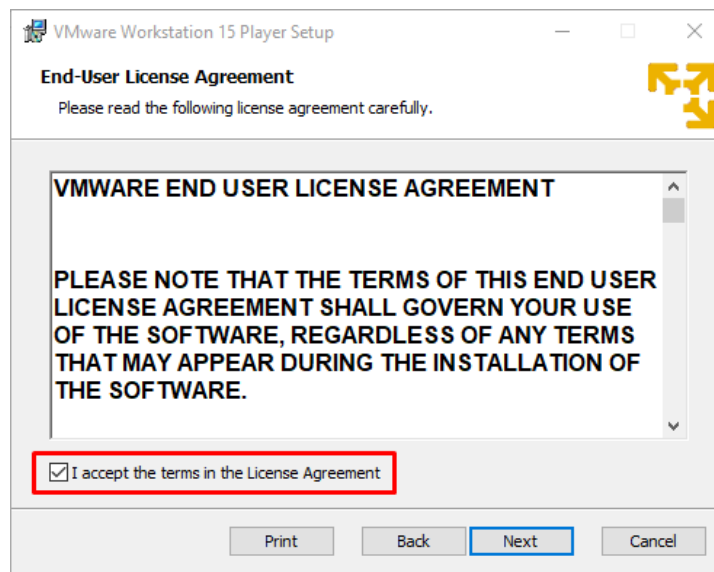 VMware Workstation 15 Player Setup
End-User License Agreement
Please read the following license agreement carefully.
VMWARE END USER LICENSE AGREEMENT
PLEASE NOTE THAT THE TERMS OF THIS END USER
LICENSE AGREEMENT SHALL GOVERN YOUR USE
OF THE SOFTWARE, REGARDLESS OF ANY TERMS
THAT MAY APPEAR DURING THE INSTALLATION OF
THE SOFTWARE.
I accept the terms in the License Agreement
Print Back Next Cancel